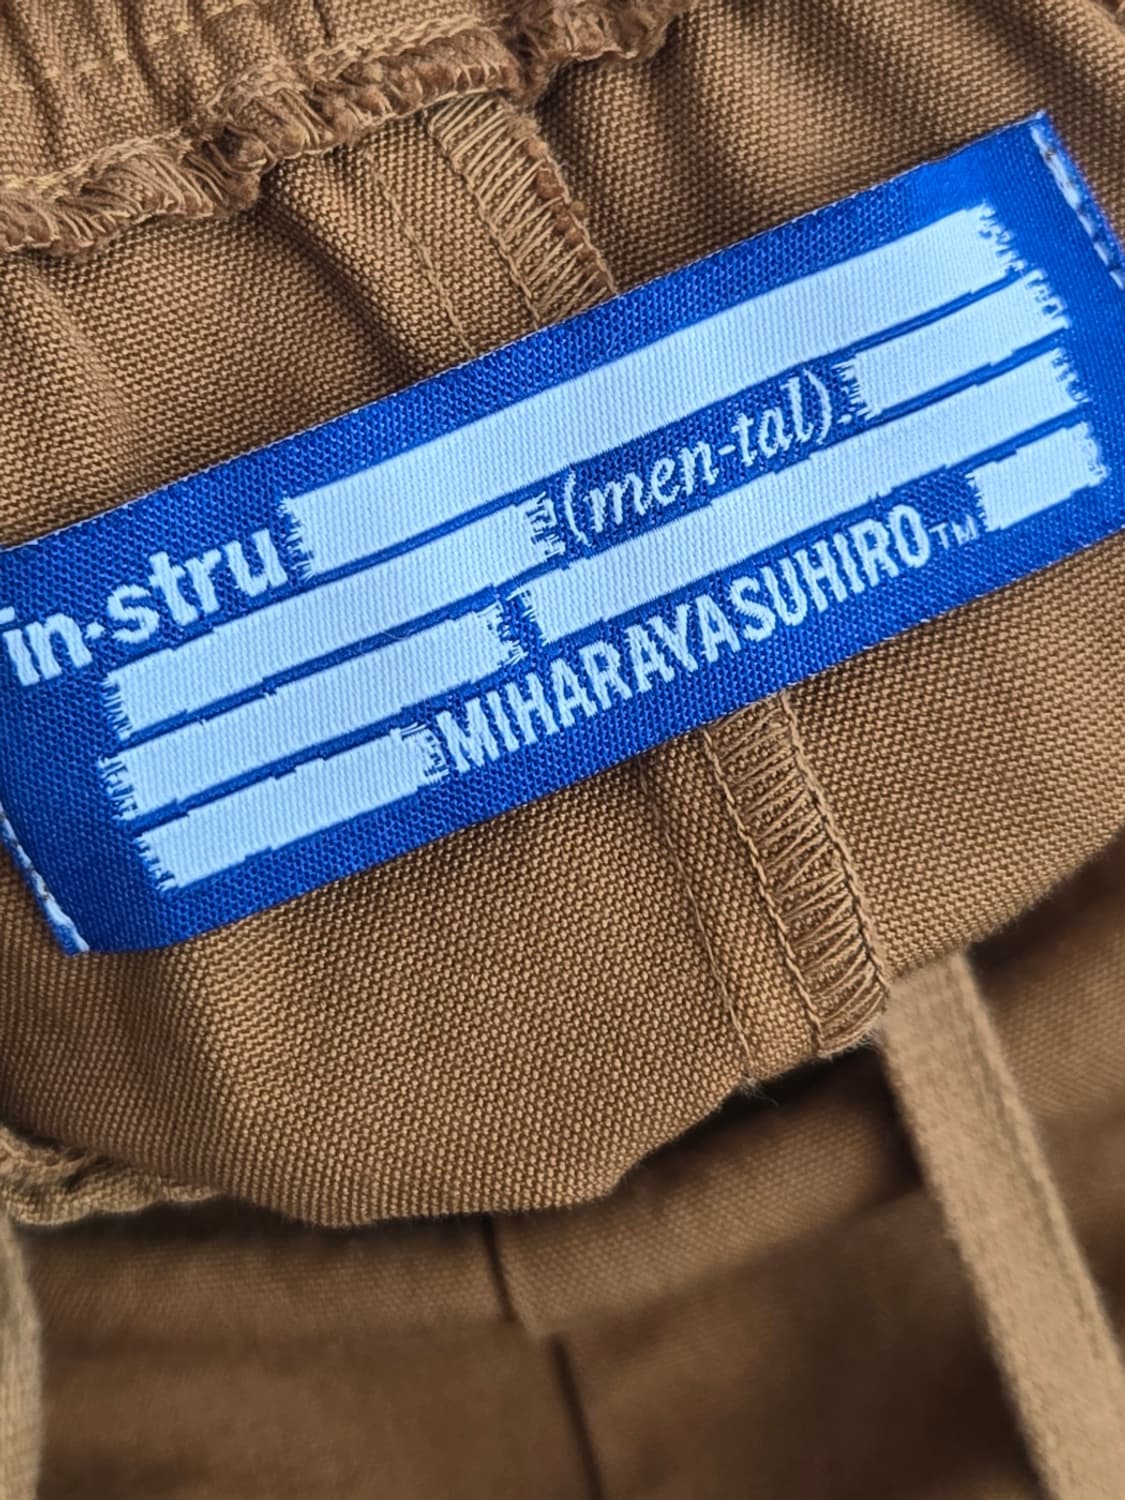 in-stru
(men-tal).
MIHARAYASUHIRO™